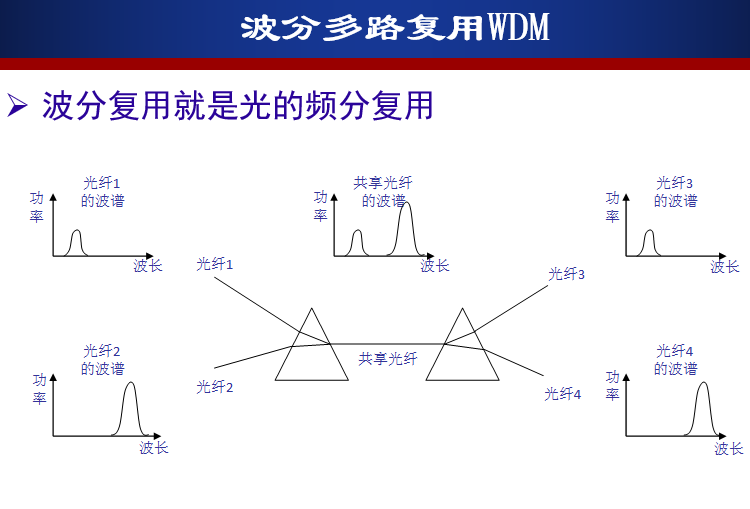 波分多路复用WDM
波分复用就是光的频分复用
光纤1
的波谱
功
率
波长
共享光纤
的波谱
功
率
波长
光纤3
的波谱
功
率
波长
光纤1
光纤3
共享光纤
光纤2
光纤4
光纤2
的波谱
功
率
波长
光纤4
的波谱
功
率
波长